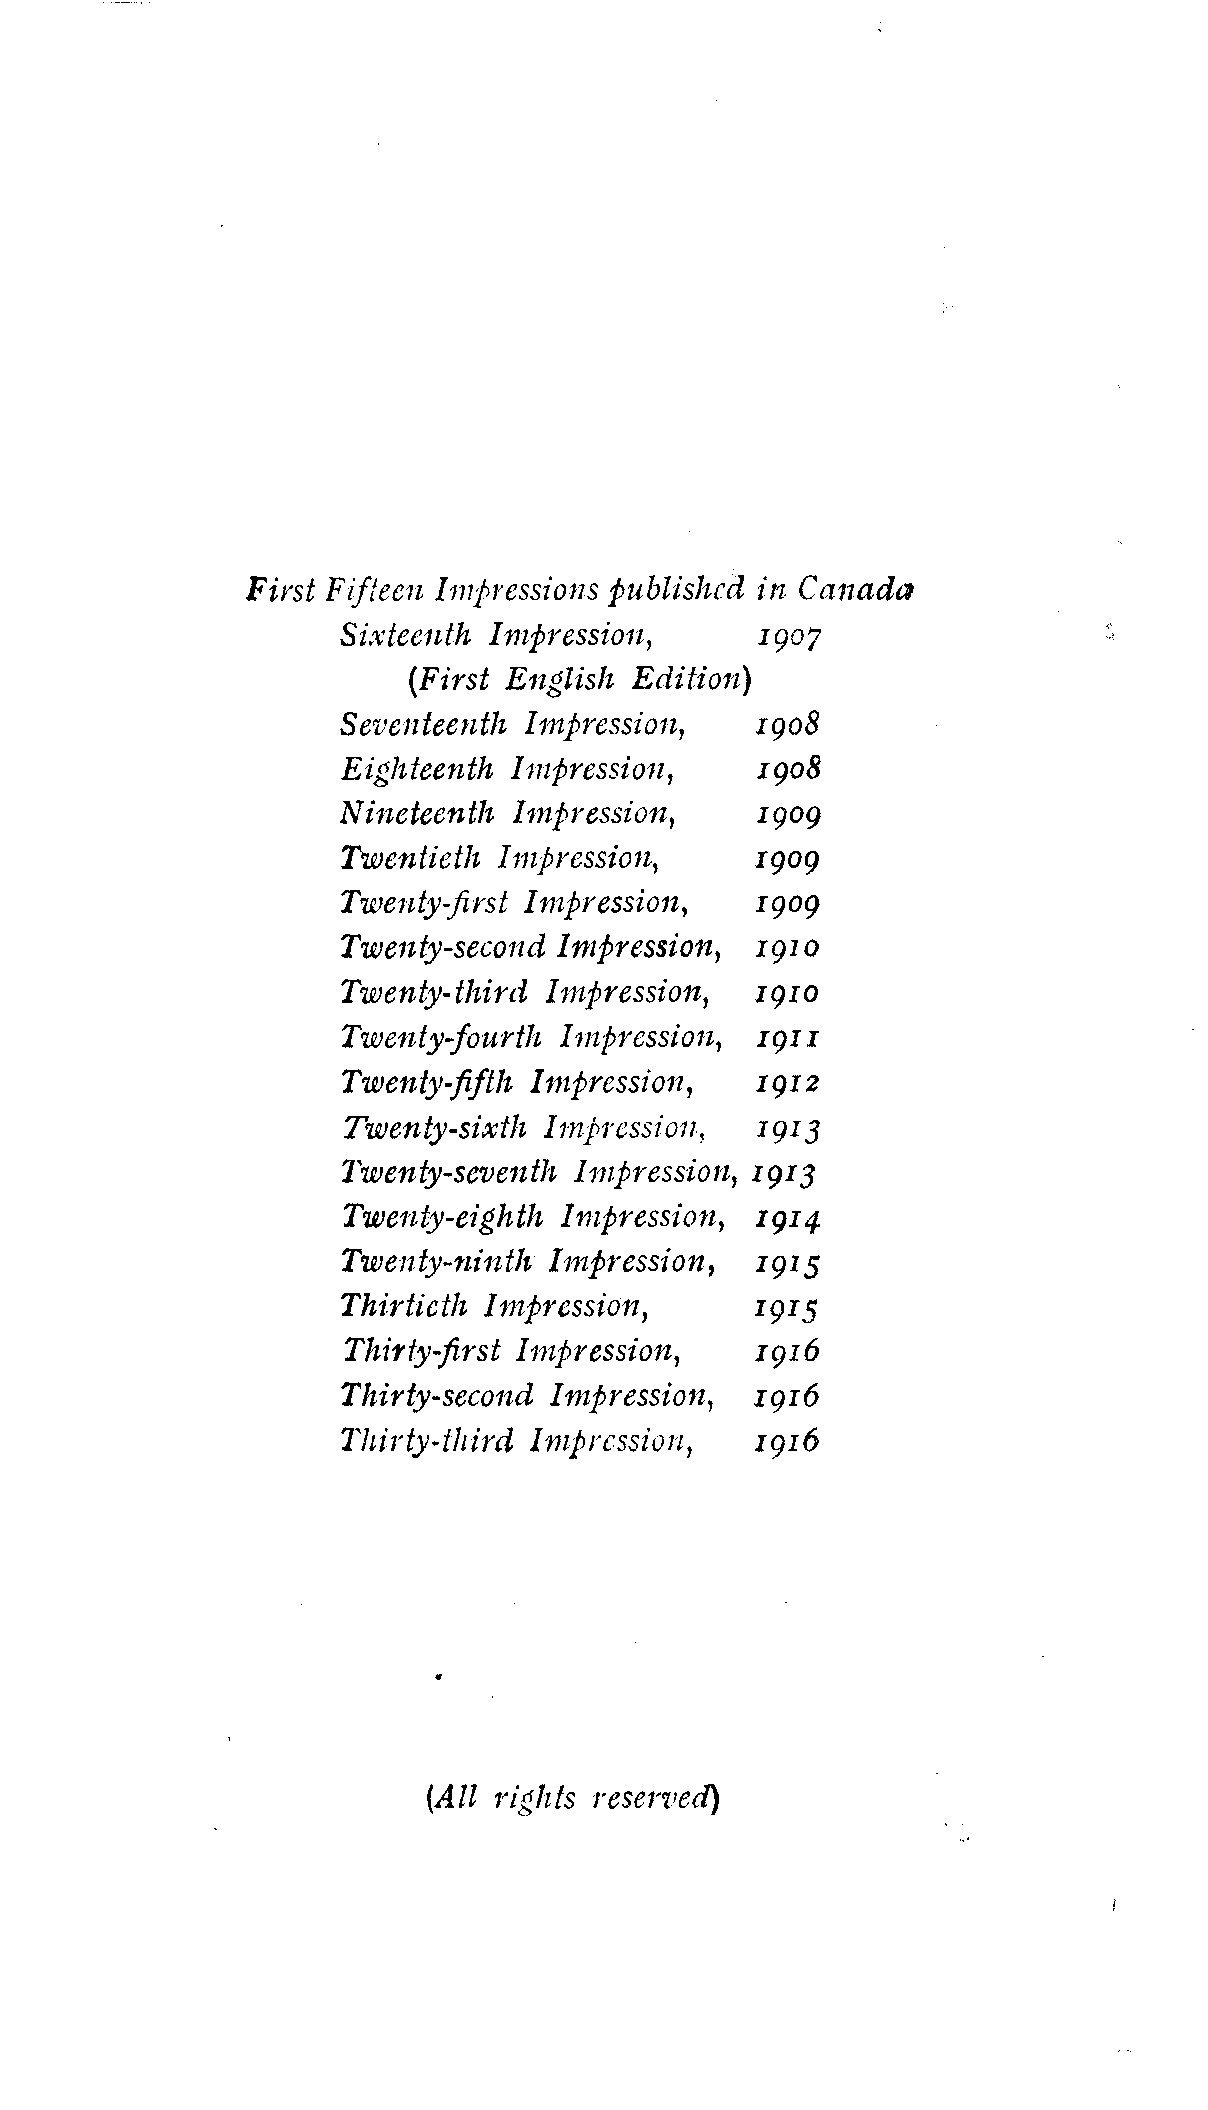 First Fifteen Impressions published in Canada
Sixteenth Impression, 1907
(First English Edition)
Seventeenth Impression, 1908
Eighteenth Impression, 1908
Nineteenth Impression, 1909
Twentieth Impression, 1909
Twenty-first Impression, 1909
Twenty-second Impression, 1910
Twenty-third Impression, 1910
Twenty-fourth Impression, 1911
Twenty-fifth Impression, 1912
Twenty-sixth Impression, 1913
Twenty-seventh Impression, 1913
Twenty-eighth Impression, 1914
Twenty-ninth Impression, 1915
Thirtieth Impression, 1915
Thirty-first Impression, 1916
Thirty-second Impression, 1916
Thirty-third Impression, 1916
(All rights reserved)